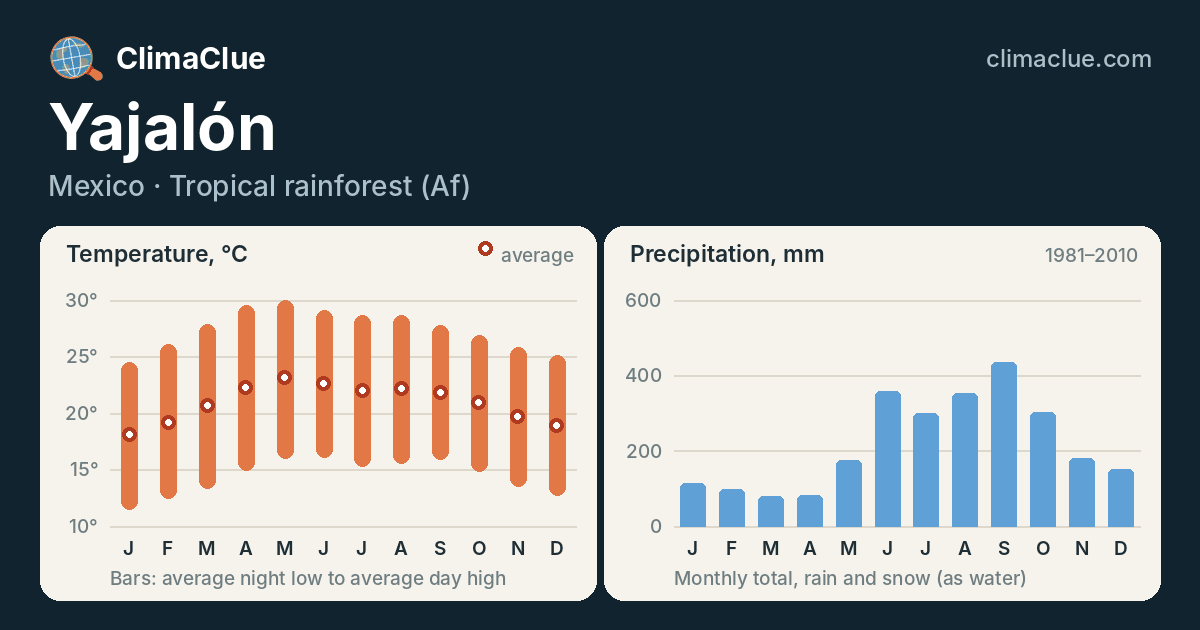 ClimaClue
climaclue.com
Yajalón
Mexico · Tropical rainforest (Af)
Temperature, °C
average
30°
25°
20°
15°
10°
J F M A M J J A S O N D
Bars: average night low to average day high
Precipitation, mm
1981–2010
600
400
200
0
J F M A M J J A S O N D
Monthly total, rain and snow (as water)